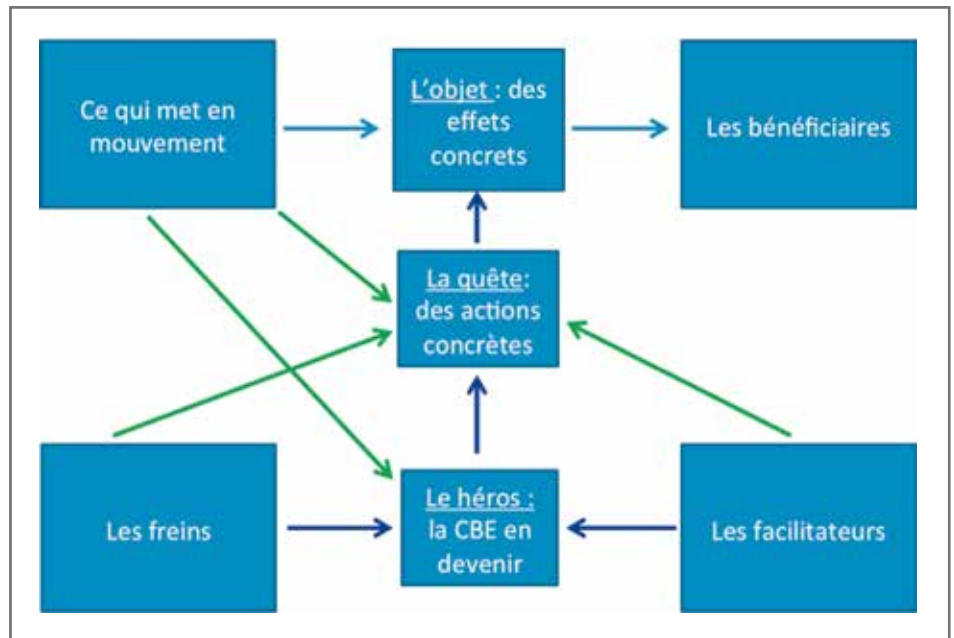 Ce qui met en
mouvement
L'objet : des
effets
concrets
Les bénéficiaires
La quête:
des actions
concrètes
Les freins
Le héros :
la CBE en
devenir
Les facilitateurs